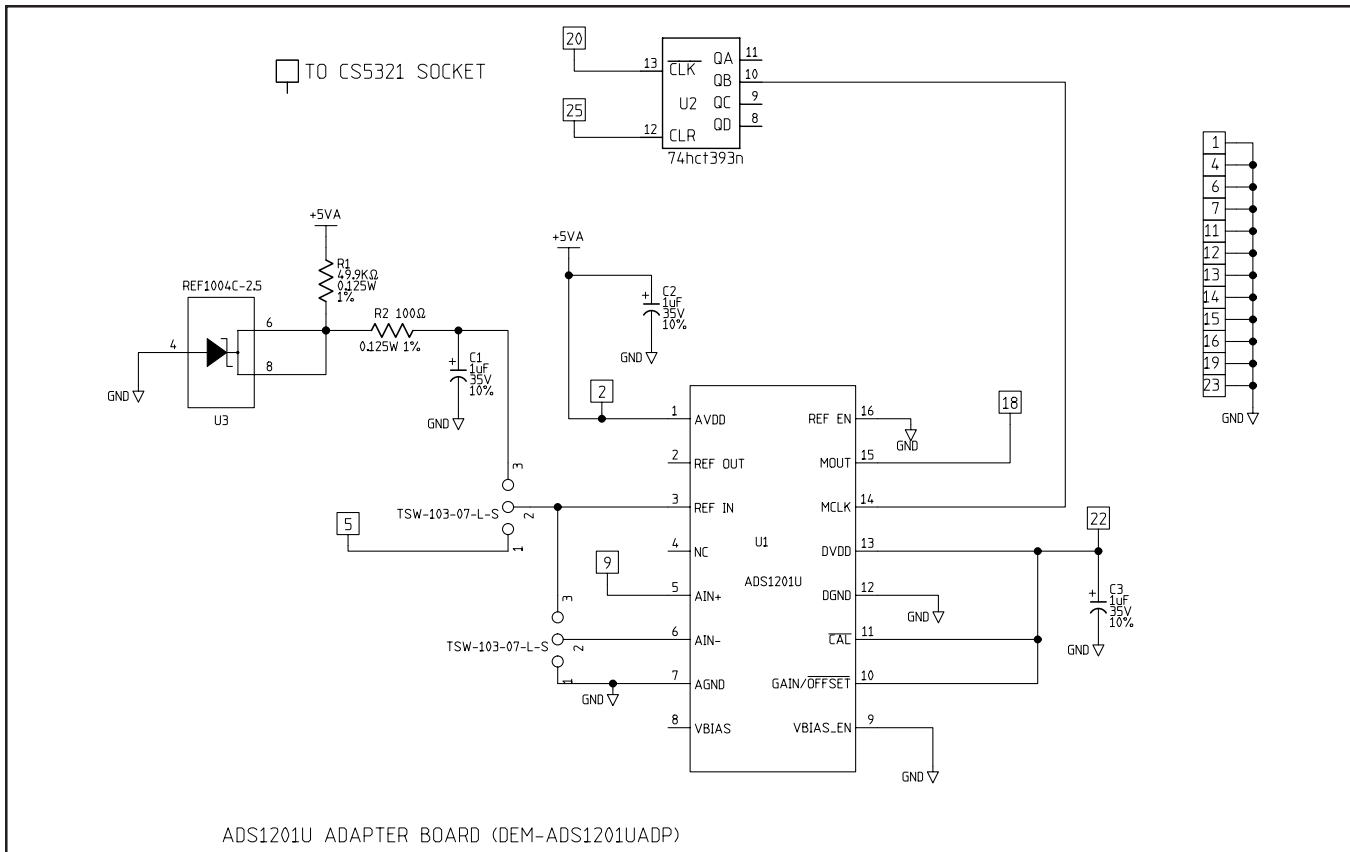 TO CS5321 SOCKET
20
13 CLK
25
12 CLR
U2
QA 11
QB 10
QC 9
QD 8
74hct393n
1
4
6
7
11
12
13
14
15
16
19
23
GND
+5VA
R1
49.9KΩ
0.125W
1%
REF1004C-2.5
6
4
8
GND
U3
R2 100Ω
0.125W 1%
+
C1
1uF
35V
10%
GND
+5VA
+
C2
1uF
35V
10%
GND
2
3
TSW-103-07-L-S
2
1
5
9
3
TSW-103-07-L-S
2
1
GND
1 AVDD
2 REF OUT
3 REF IN
4 NC
5 AIN+
6 AIN-
7 AGND
8 VBIAS
U1
ADS1201U
REF EN 16
MOUT 15
MCLK 14
DVDD 13
DGND 12
CAL 11
GAIN/OFFSET 10
VBIAS_EN 9
GND
18
22
GND
+
C3
1uF
35V
10%
GND
GND
ADS1201U ADAPTER BOARD (DEM-ADS1201UADP)